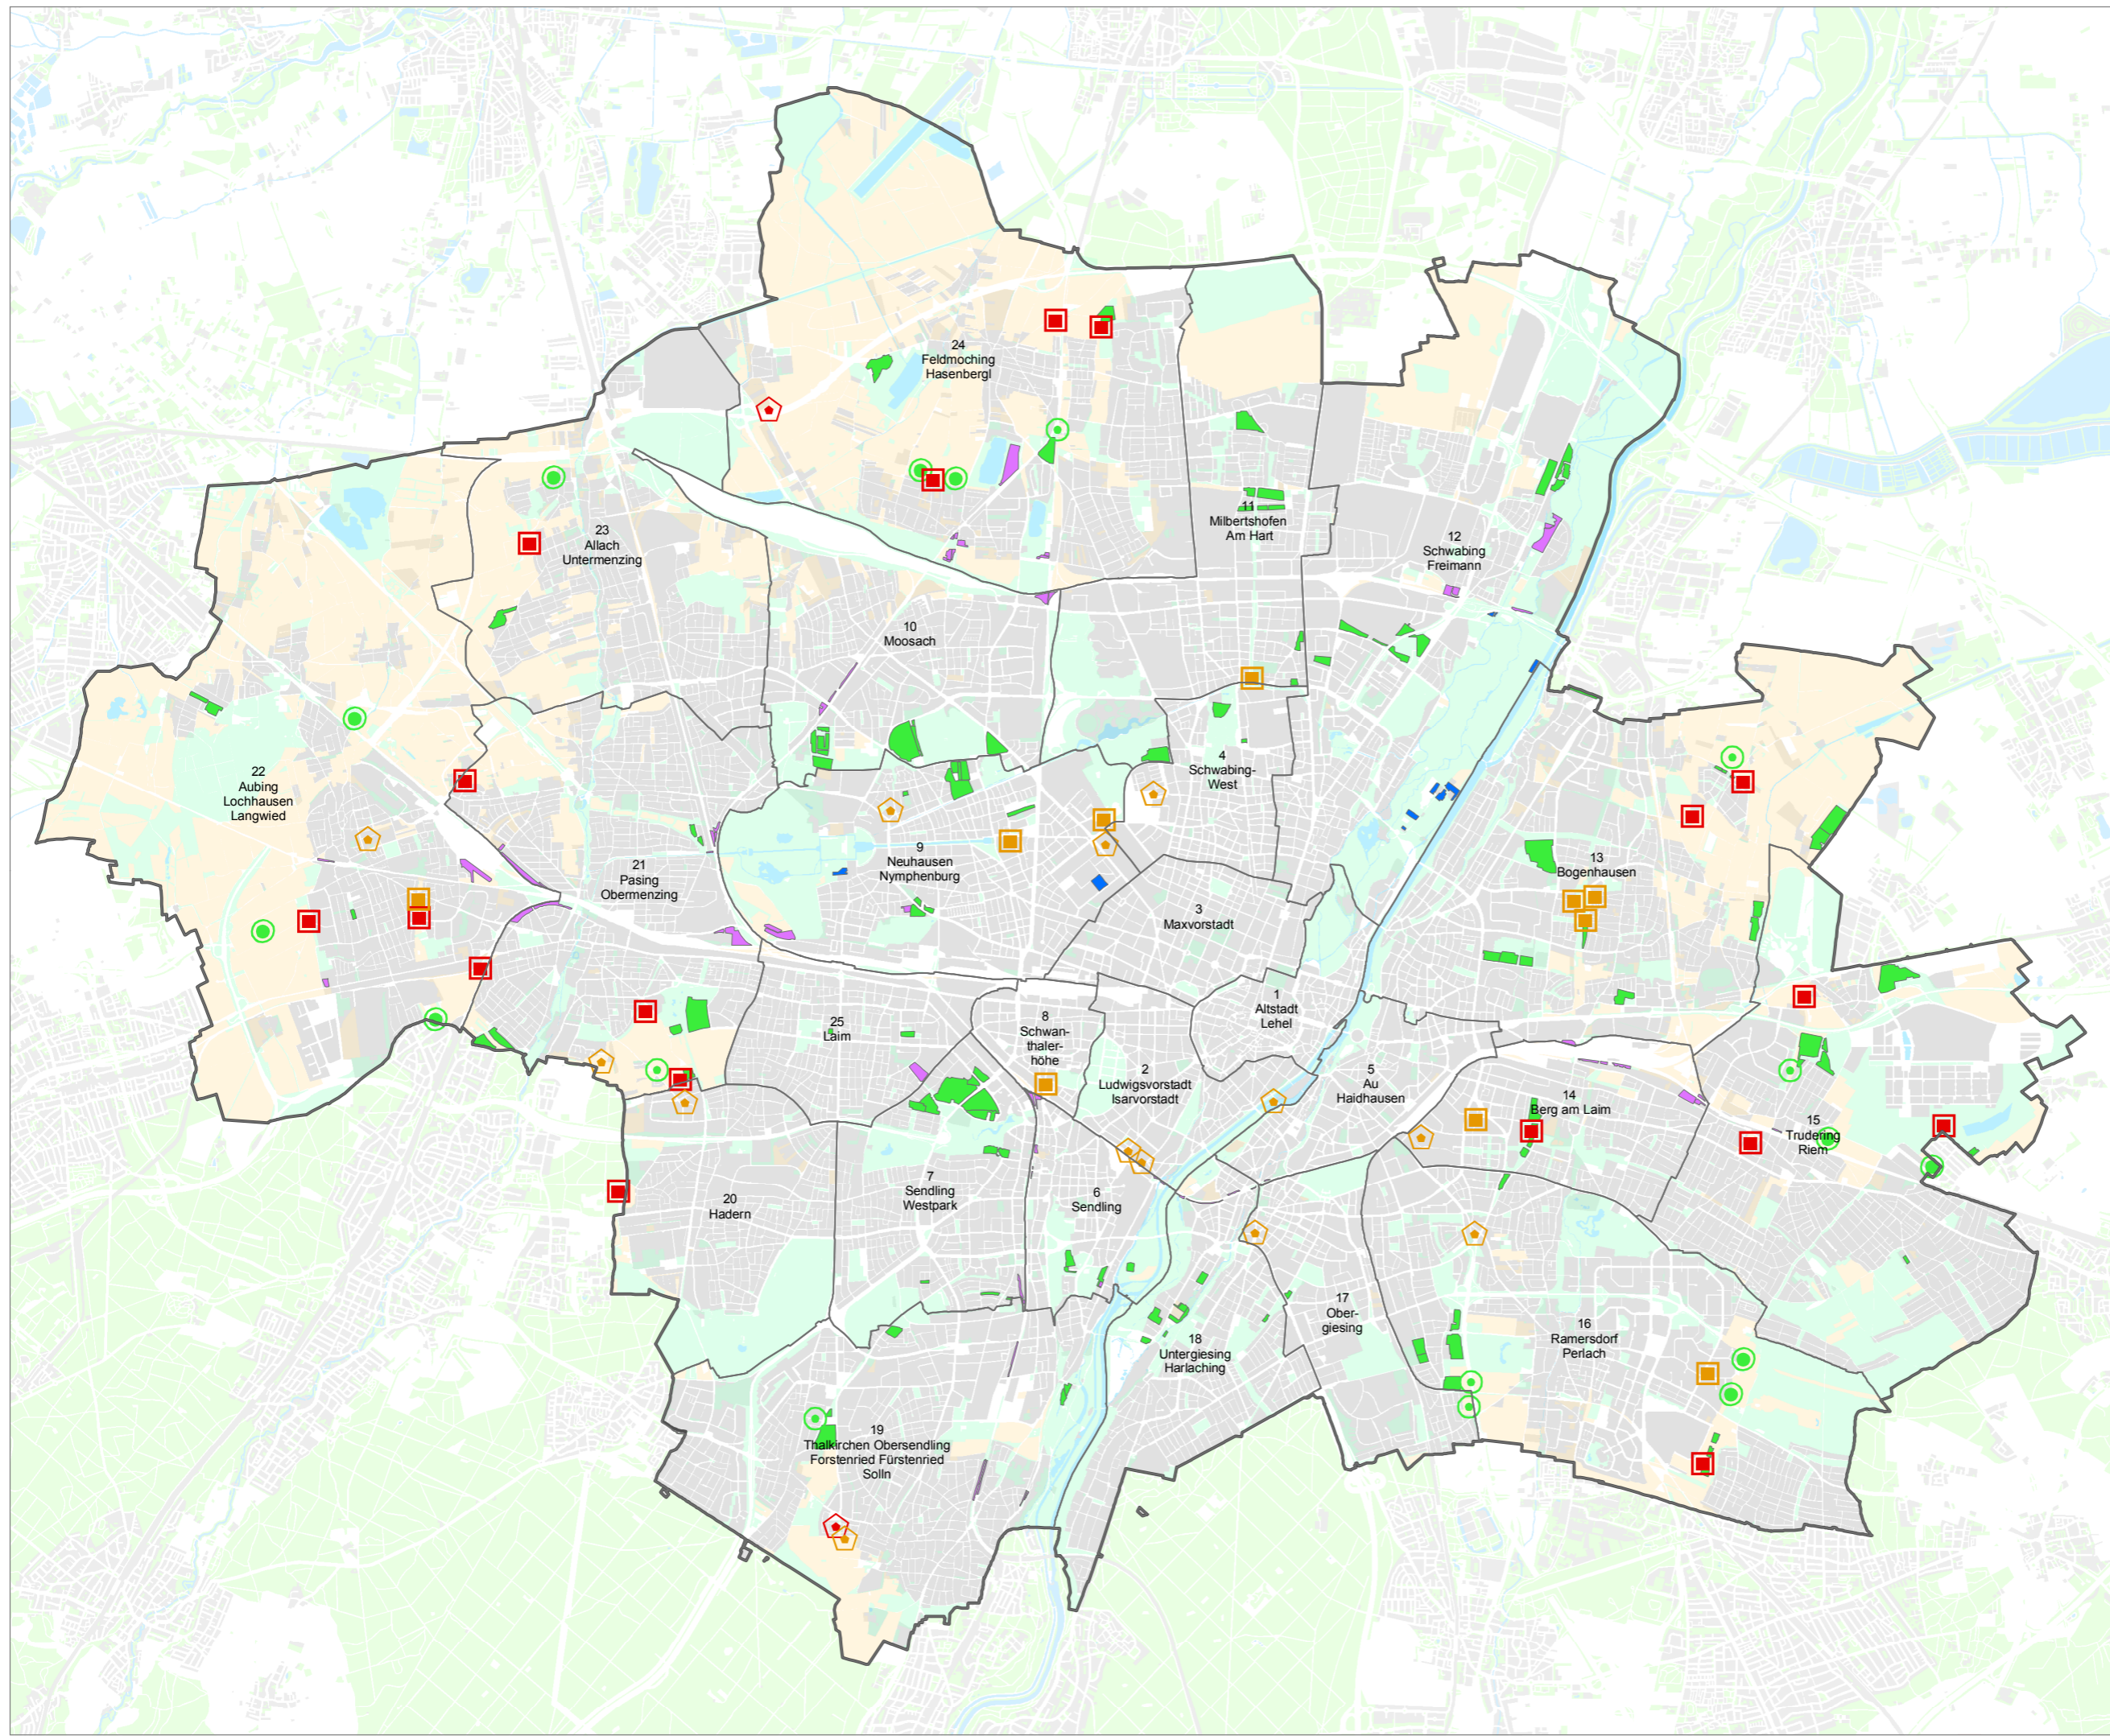 24
Feldmoching
Hasenbergl
11
Milbertshofen
Am Hart
23
Allach
Untermenzing
12
Schwabing
Freimann
10
Moosach
4
Schwabing-
West
22
Aubing
Lochhausen
Langwied
9
Neuhausen
Nymphenburg
21
Pasing
Obermenzing
13
Bogenhausen
3
Maxvorstadt
1
Altstadt
Lehel
25
Laim
8
Schwan-
thaler-
höhe
2
Ludwigsvorstadt
Isarvorstadt
5
Au
Haidhausen
14
Berg am Laim
15
Trudering
Riem
7
Sendling
Westpark
6
Sendling
20
Hadern
17
Ober-
giesing
16
Ramersdorf
Perlach
18
Untergiesing
Harlaching
19
Thalkirchen Obersendling
Forstenried Fürstenried
Solln